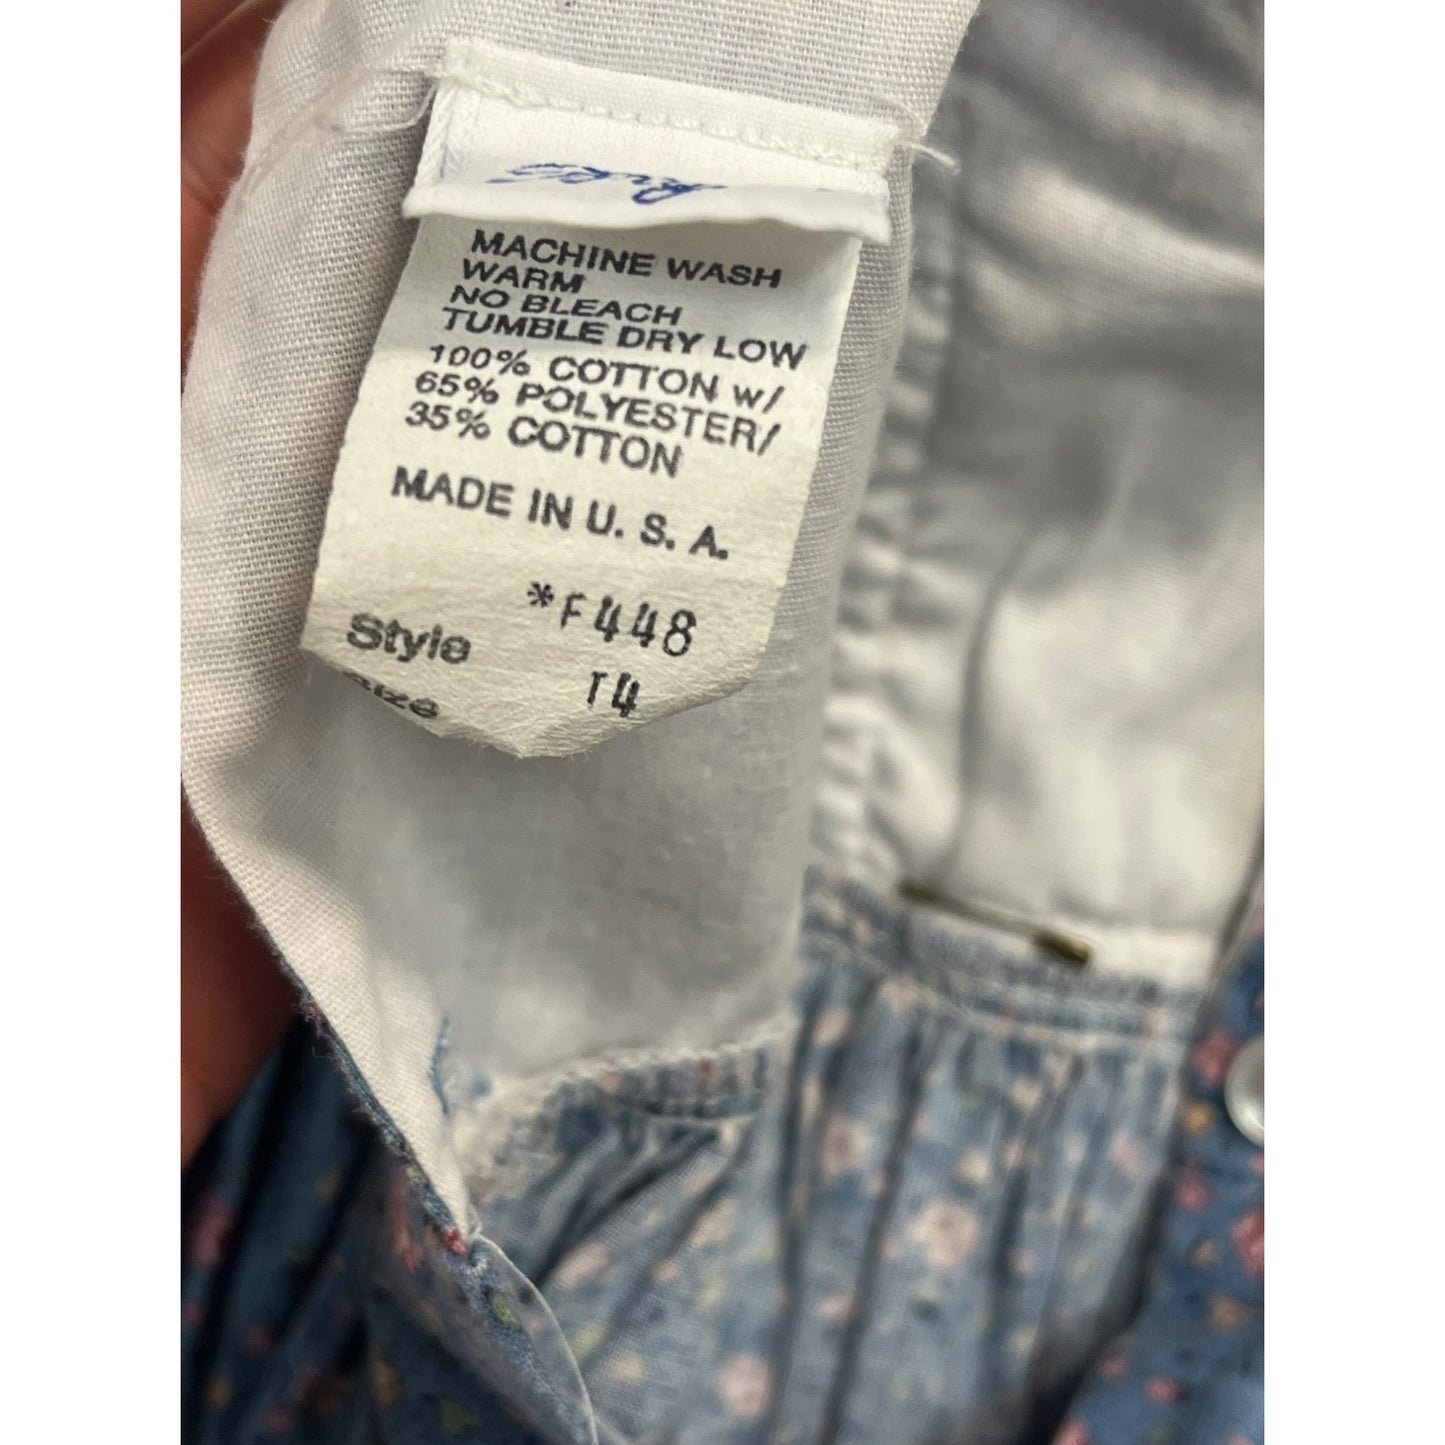 MACHINE WASH
WARM
NO BLEACH
TUMBLE DRY LOW
100% COTTON w/
65% POLYESTER/
35% COTTON
MADE IN U. S. A.
Style *F448
Size T4